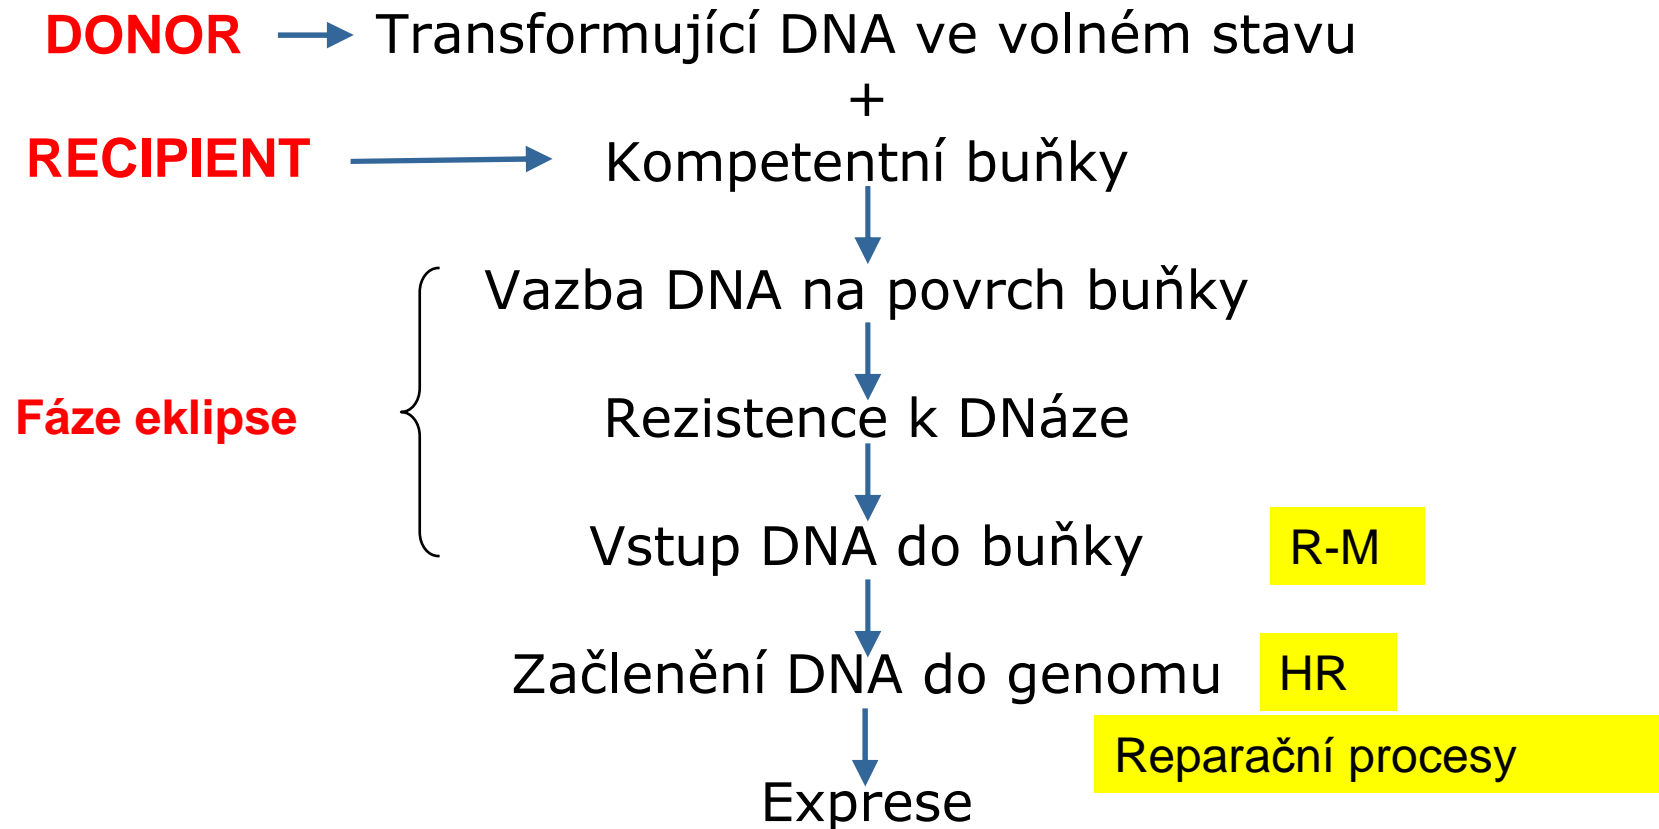 DONOR Transformující DNA ve volném stavu
+
RECIPIENT Kompetentní buňky
Vazba DNA na povrch buňky
Fáze eklipse Rezistence k DNáze
Vstup DNA do buňky R-M
Začlenění DNA do genomu HR
Reparační procesy
Exprese